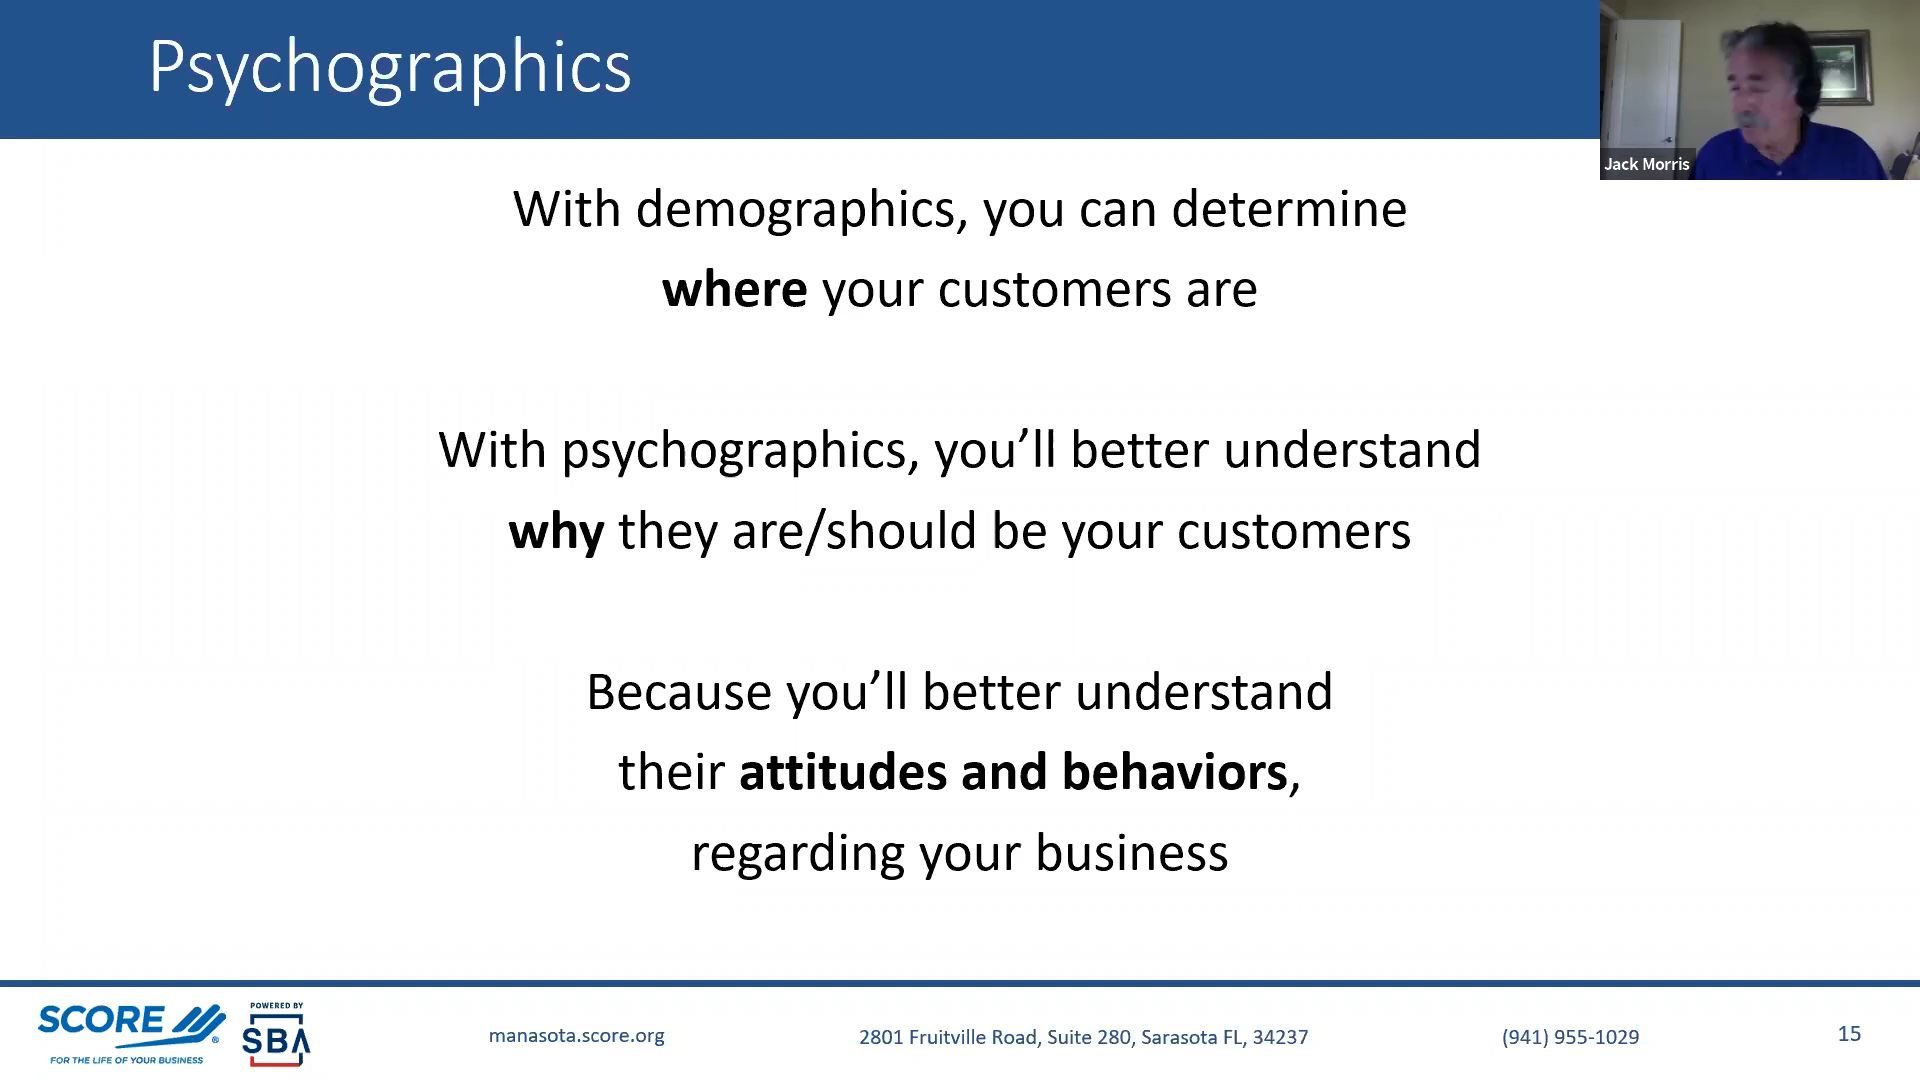 Psychographics
Jack Morris
With demographics, you can determine
where your customers are
With psychographics, you’ll better understand
why they are/should be your customers
Because you’ll better understand
their attitudes and behaviors,
regarding your business
SCORE
®
FOR THE LIFE OF YOUR BUSINESS
POWERED BY
SBA
manasota.score.org
2801 Fruitville Road, Suite 280, Sarasota FL, 34237
(941) 955-1029
15